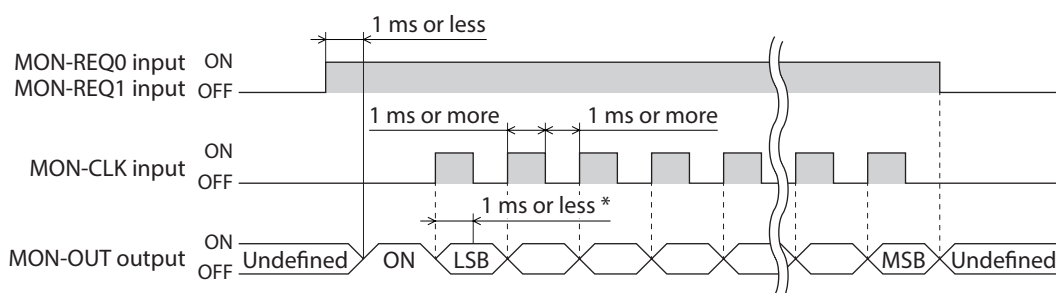 1 ms or less
MON-REQ0 input ON
MON-REQ1 input OFF
1 ms or more 1 ms or more
ON
MON-CLK input
OFF
1 ms or less *
ON
MON-OUT output Undefined ON LSB MSB Undefined
OFF